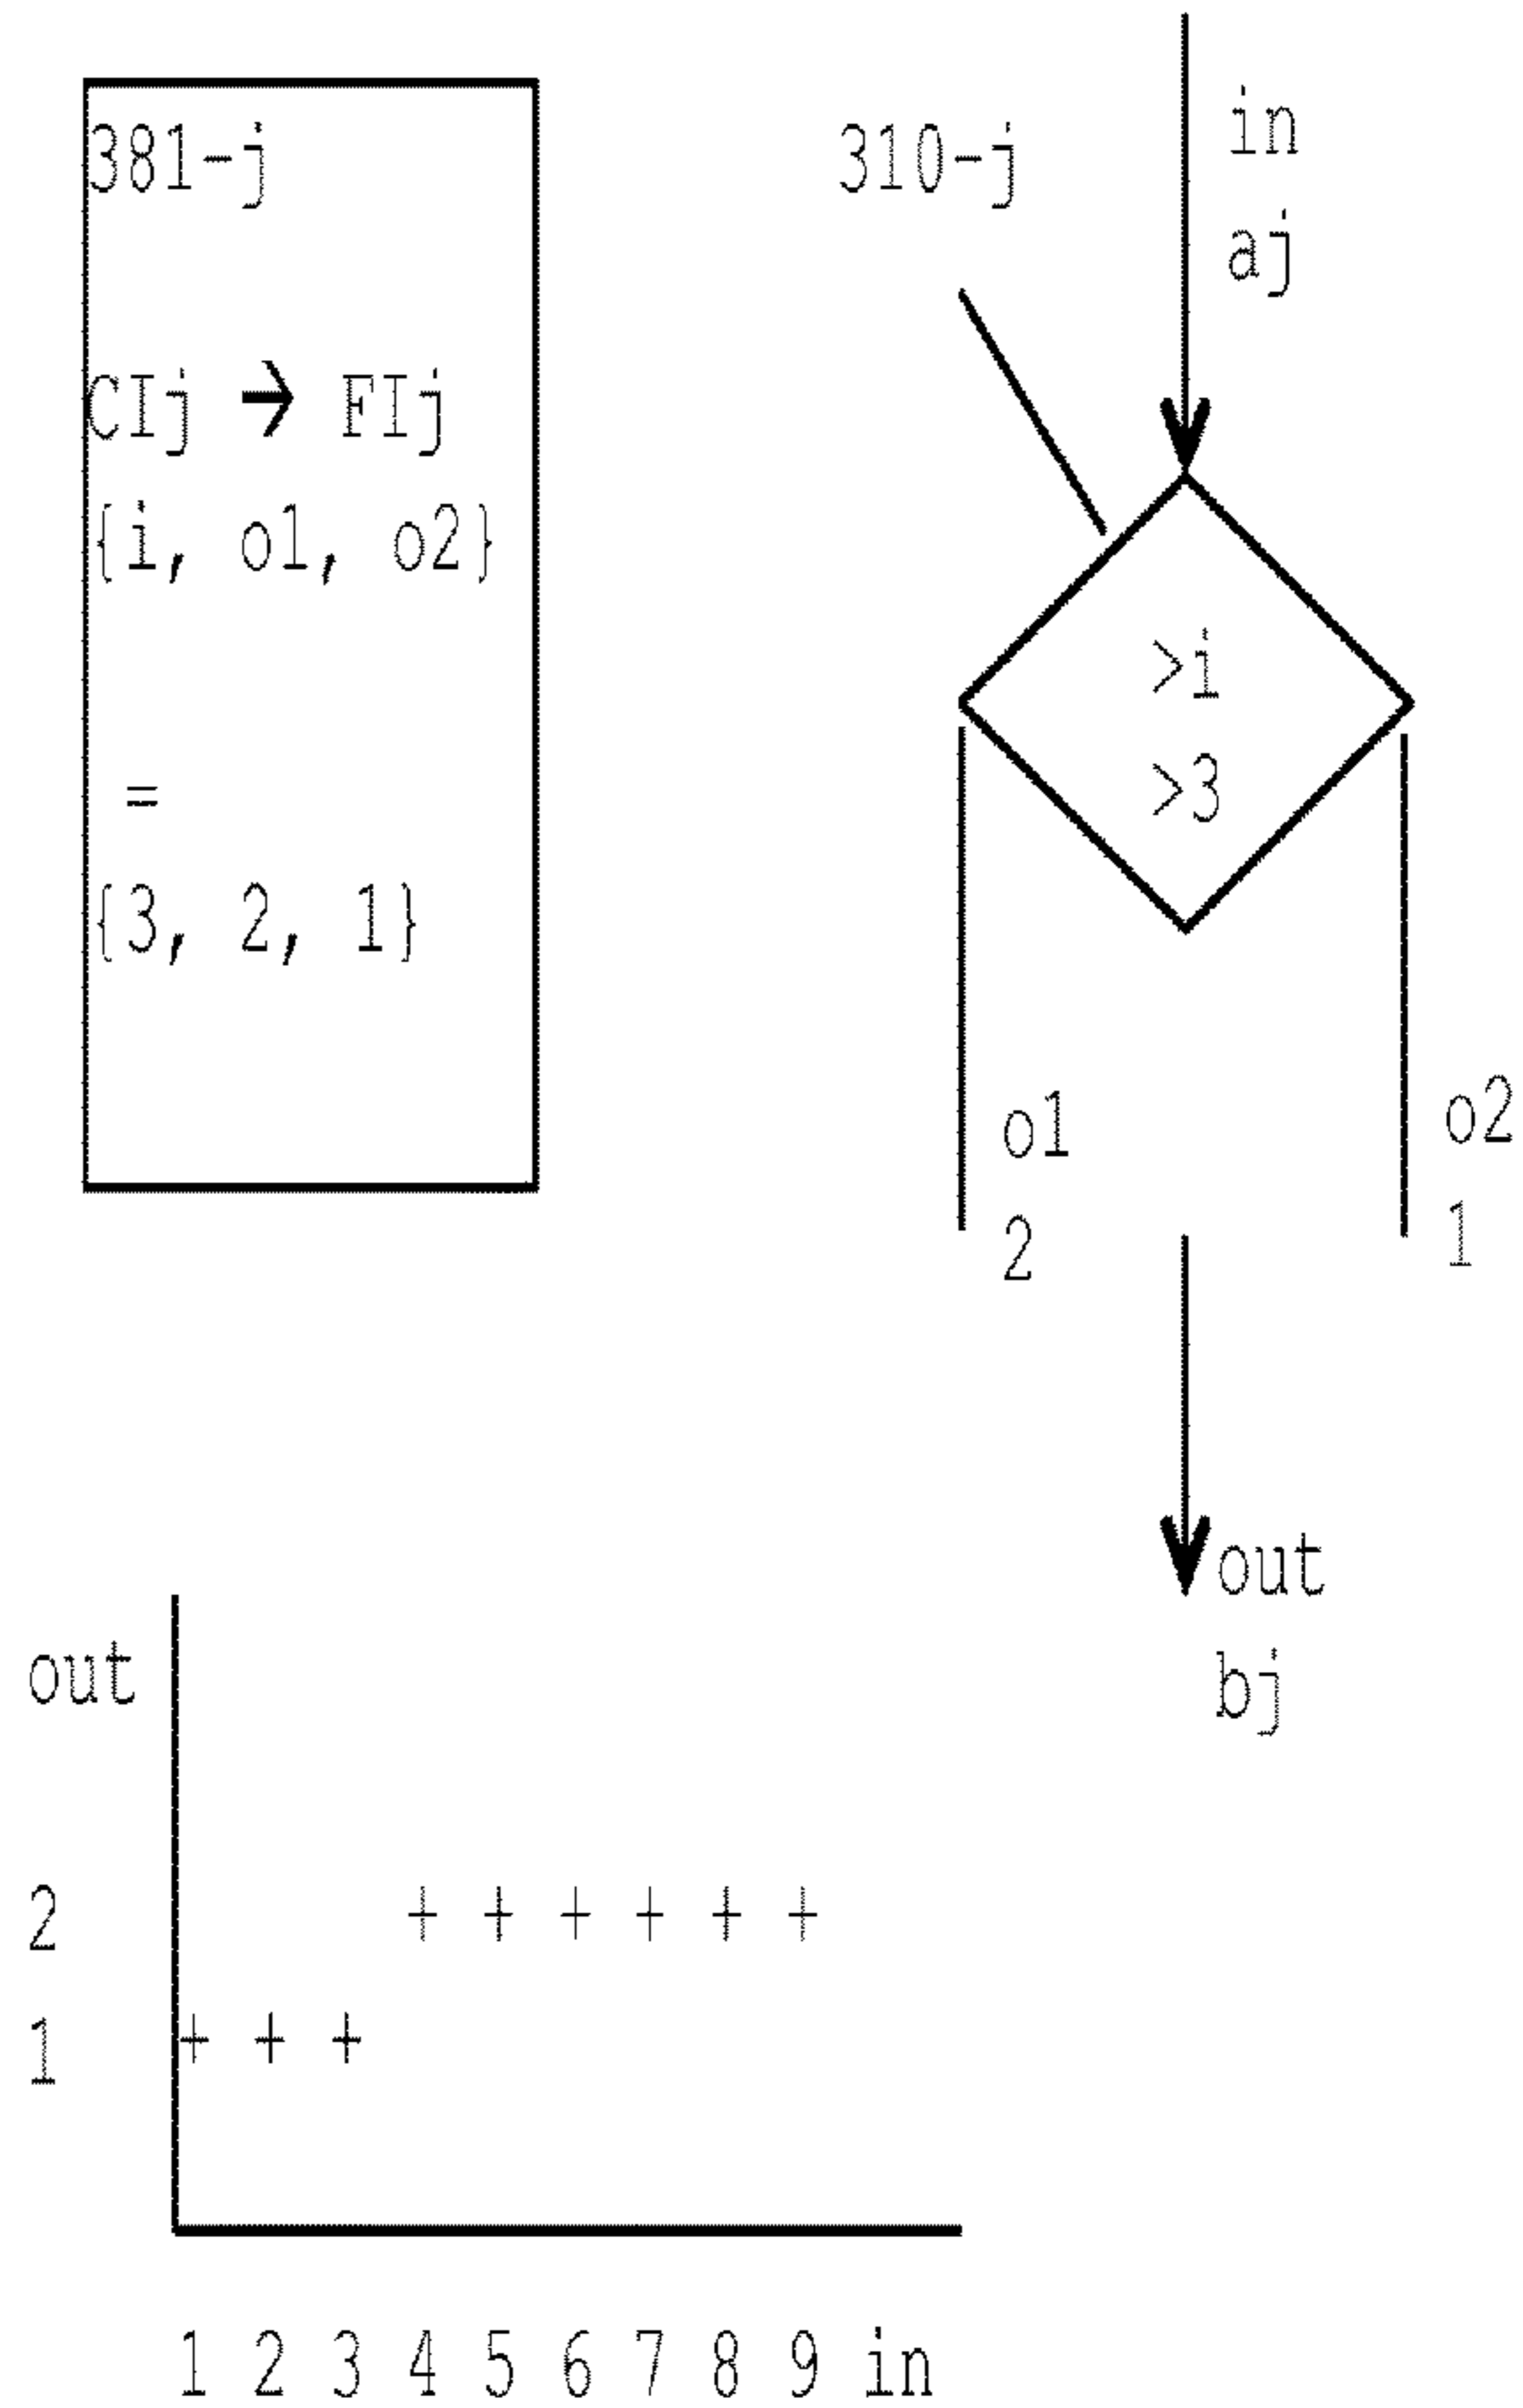 381-j
CIj → FIj
{i, o1, o2}
=
{3, 2, 1}
310-j
in
aj
>i
>3
o1
2
o2
1
out
bj
out
2 + + + + + +
1 + + +
1 2 3 4 5 6 7 8 9 in